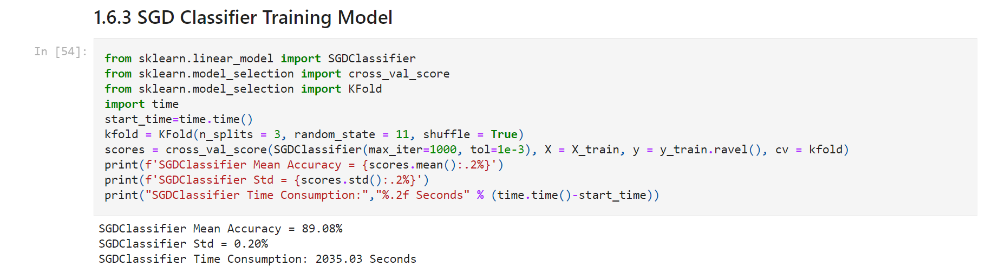 1.6.3 SGD Classifier Training Model
In [54]:
from sklearn.linear_model import SGDClassifier
from sklearn.model_selection import cross_val_score
from sklearn.model_selection import KFold
import time
start_time=time.time()
kfold = KFold(n_splits = 3, random_state = 11, shuffle = True)
scores = cross_val_score(SGDClassifier(max_iter=1000, tol=1e-3), X = X_train, y = y_train.ravel(), cv = kfold)
print(f'SGDClassifier Mean Accuracy = {scores.mean():.2%}')
print(f'SGDClassifier Std = {scores.std():.2%}')
print("SGDClassifier Time Consumption:","%.2f Seconds" % (time.time()-start_time))
SGDClassifier Mean Accuracy = 89.08%
SGDClassifier Std = 0.20%
SGDClassifier Time Consumption: 2035.03 Seconds